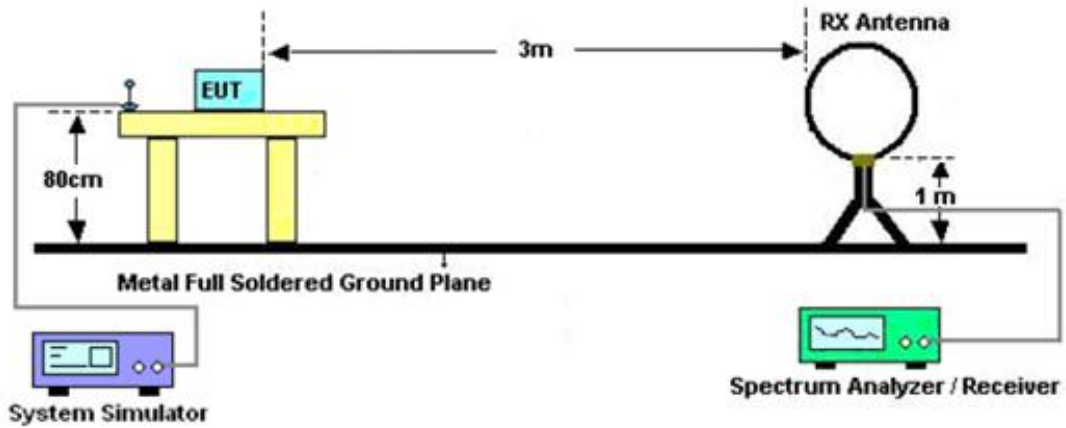 RX Antenna
3m
EUT
80cm
1 m
Metal Full Soldered Ground Plane
System Simulator
Spectrum Analyzer / Receiver